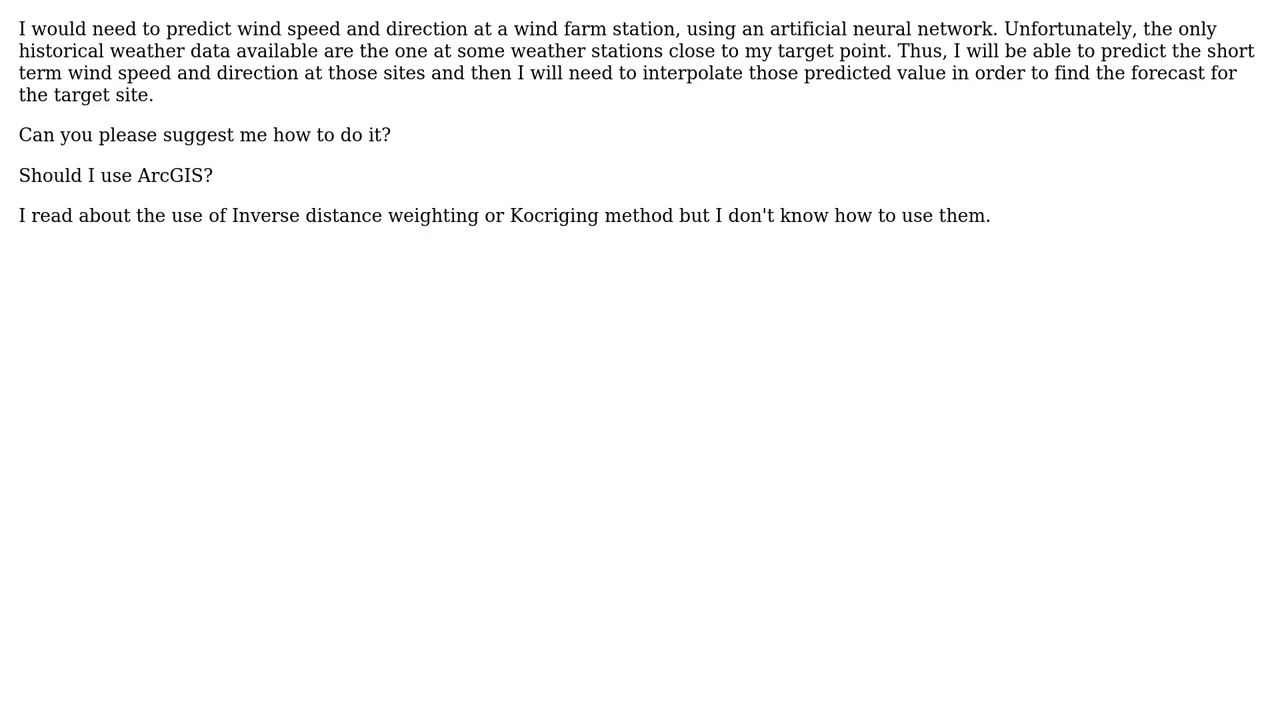 I would need to predict wind speed and direction at a wind farm station, using an artificial neural network. Unfortunately, the only
historical weather data available are the one at some weather stations close to my target point. Thus, I will be able to predict the short
term wind speed and direction at those sites and then I will need to interpolate those predicted value in order to find the forecast for
the target site.
Can you please suggest me how to do it?
Should I use ArcGIS?
I read about the use of Inverse distance weighting or Kocriging method but I don't know how to use them.